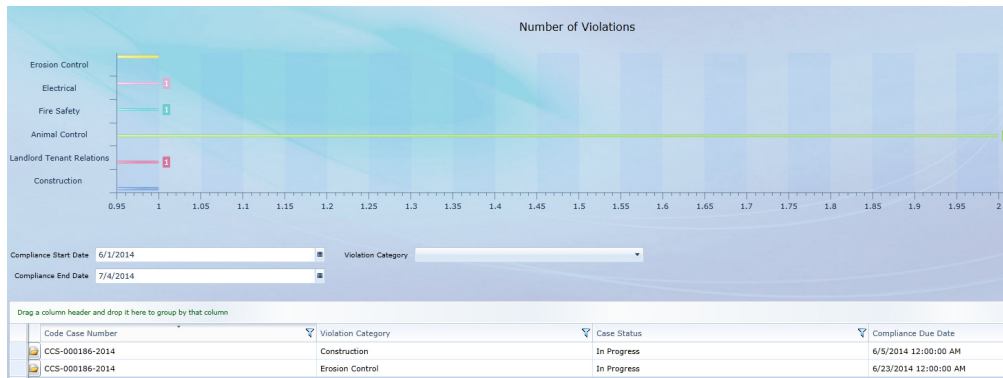 Number of Violations
Erosion Control
Electrical
1
Fire Safety
1
Animal Control
Landlord Tenant Relations
1
Construction
0.95 1 1.05 1.1 1.15 1.2 1.25 1.3 1.35 1.4 1.45 1.5 1.55 1.6 1.65 1.7 1.75 1.8 1.85 1.9 1.95 2
Compliance Start Date 6/1/2014 Violation Category
Compliance End Date 7/4/2014
Drag a column header and drop it here to group by that column
Code Case Number Violation Category Case Status Compliance Due Date
CCS-000186-2014 Construction In Progress 6/5/2014 12:00:00 AM
CCS-000186-2014 Erosion Control In Progress 6/23/2014 12:00:00 AM